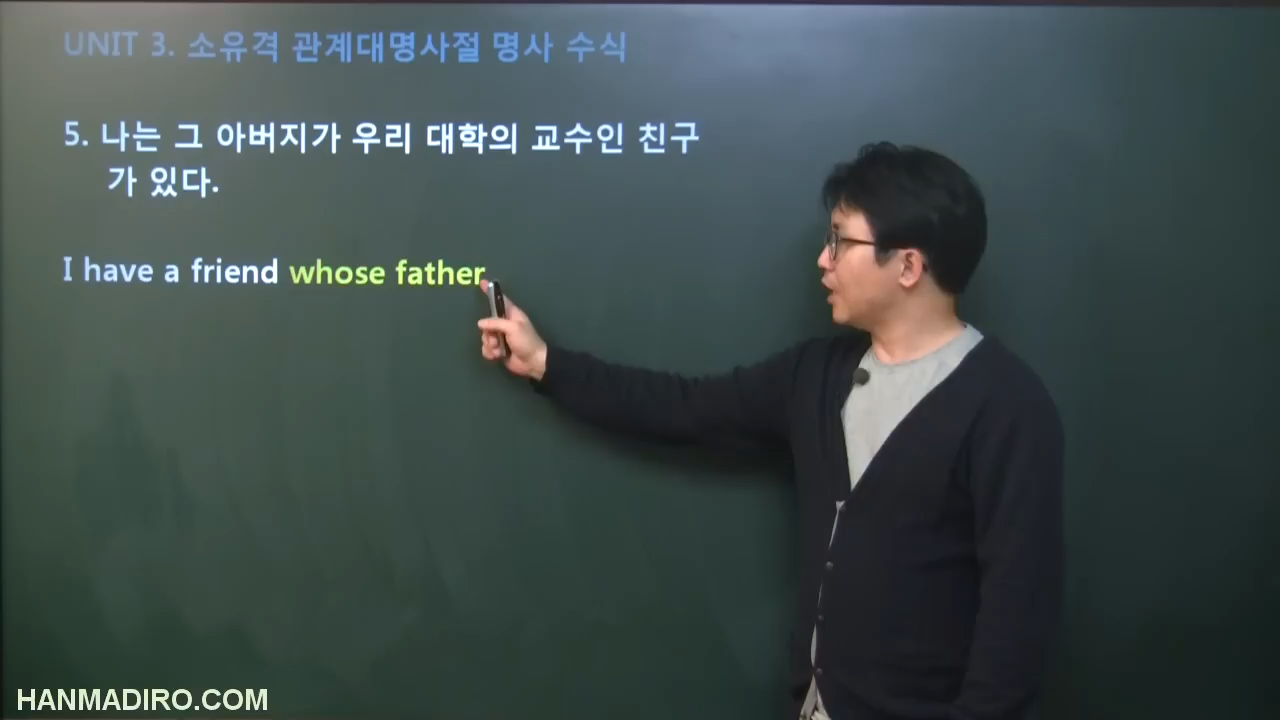 UNIT 3. 소유격 관계대명사절 명사 수식
5. 나는 그 아버지가 우리 대학의 교수인 친구
가 있다.
I have a friend whose father
HANMADIRO.COM